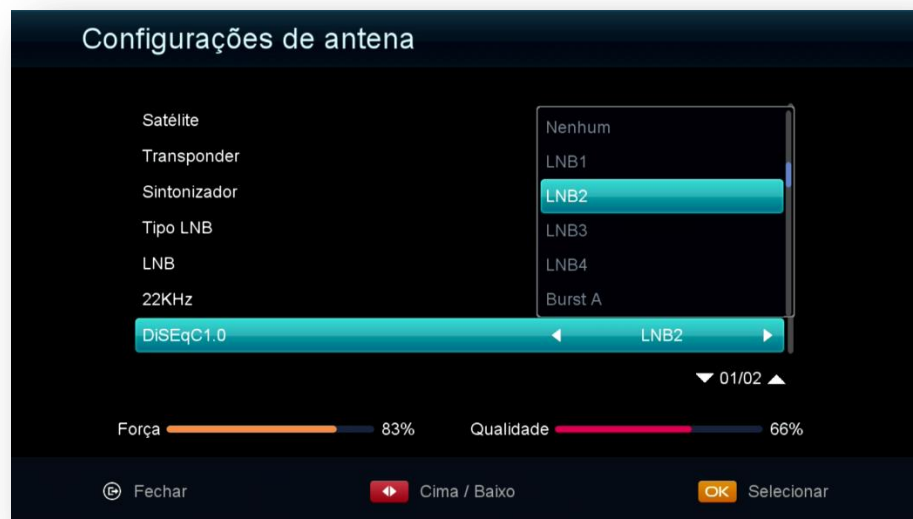 Configurações de antena
Satélite
Transponder
Sintonizador
Tipo LNB
LNB
22KHz
DiSEqC1.0 LNB2
Nenhum
LNB1
LNB2
LNB3
LNB4
Burst A
01/02
Força 83% Qualidade 66%
Fechar Cima / Baixo OK Selecionar